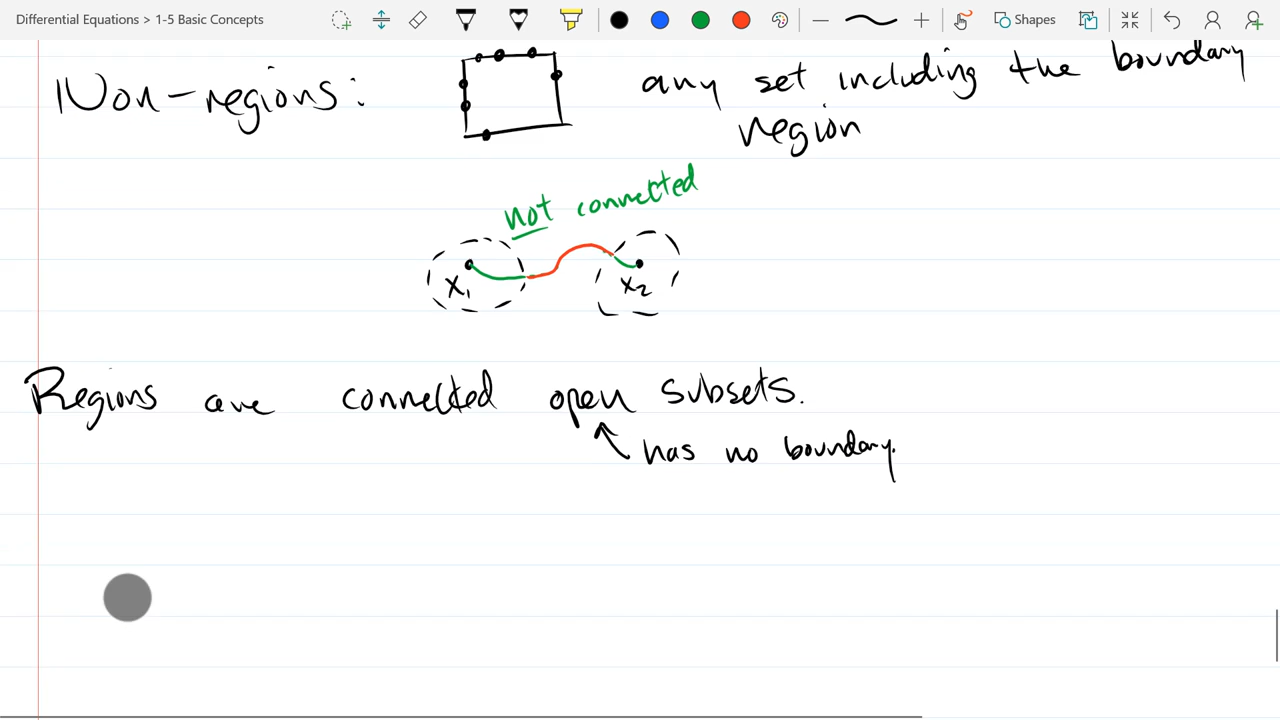 Differential Equations > 1-5 Basic Concepts
Shapes
Non-regions:
any set including the boundary
region
not connected
x₁
x₂
Regions are connected open subsets.
has no boundary.